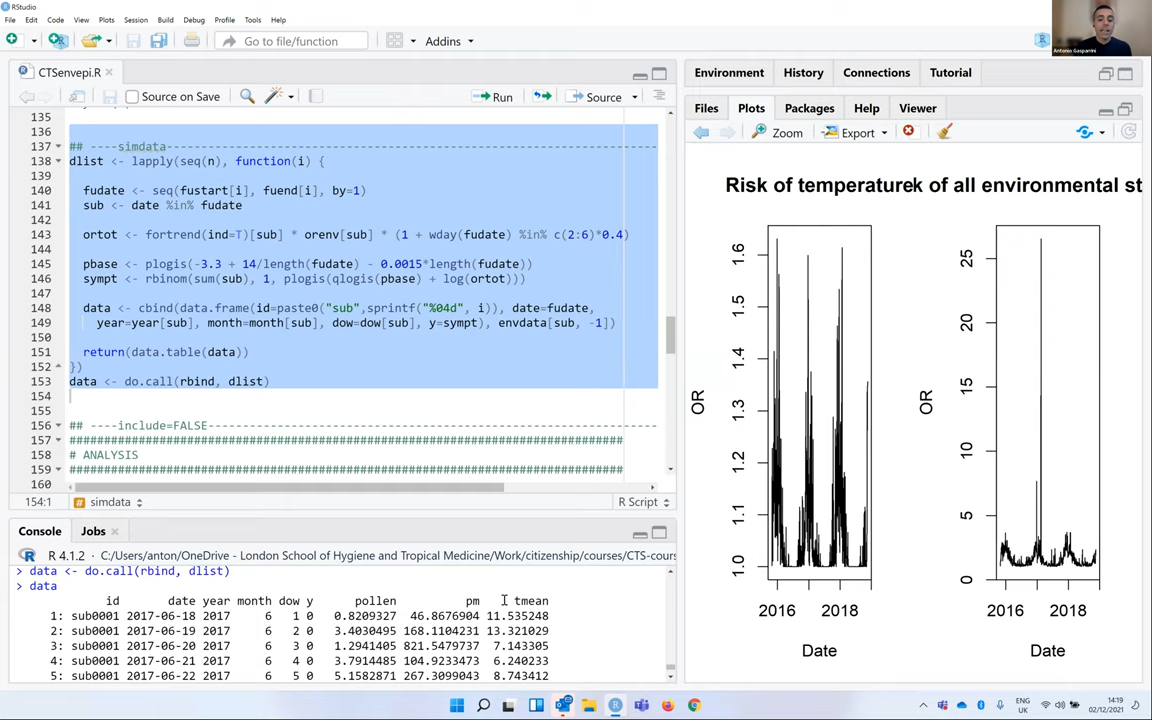 RStudio
File Edit Code View Plots Session Build Debug Profile Tools Help
Go to file/function
Addins
Antonio Gasparrini
CTSenvepi.R
Source on Save
Run
Source
135
136
137 ## ----simdata----
138 dlist <- lapply(seq(n), function(i) {
139
140 fudate <- seq(fustart[i], fuend[i], by=1)
141 sub <- date %in% fudate
142
143 ortot <- fortrend(ind=T)[sub] * orenv[sub] * (1 + wday(fudate) %in% c(2:6)*0.4)
144
145 pbase <- plogis(-3.3 + 14/length(fudate) - 0.0015*length(fudate))
146 sympt <- rbinom(sum(sub), 1, plogis(qlogis(pbase) + log(ortot)))
147
148 data <- cbind(data.frame(id=paste0("sub",sprintf("%04d", i)), date=fudate,
149 year=year[sub], month=month[sub], dow=dow[sub], y=sympt), envdata[sub, -1])
150
151 return(data.table(data))
152 })
153 data <- do.call(rbind, dlist)
154
155
156 ## ----include=FALSE----
157 ################################################################################
158 # ANALYSIS
159 ################################################################################
160
154:1 simdata R Script
Console Jobs
R 4.1.2 · C:/Users/anton/OneDrive - London School of Hygiene and Tropical Medicine/Work/citizenship/courses/CTS-cours
> data <- do.call(rbind, dlist)
> data
id date year month dow y pollen pm tmean
1: sub0001 2017-06-18 2017 6 1 0 0.8209327 46.8676904 11.535248
2: sub0001 2017-06-19 2017 6 2 0 3.4030945 168.1104231 13.321029
3: sub0001 2017-06-20 2017 6 3 0 1.2941405 821.5479737 7.143305
4: sub0001 2017-06-21 2017 6 4 0 3.7914485 104.9233473 6.240233
5: sub0001 2017-06-22 2017 6 5 0 5.1582871 267.3099043 8.743412
Environment History Connections Tutorial
Files Plots Packages Help Viewer
Zoom Export
Risk of temperaturek of all environmental st
OR
1.0 1.1 1.2 1.3 1.4 1.5 1.6
2016 2018
Date
OR
0 5 10 15 20 25
2016 2018
Date
ENG
UK
14:19
02/12/2021